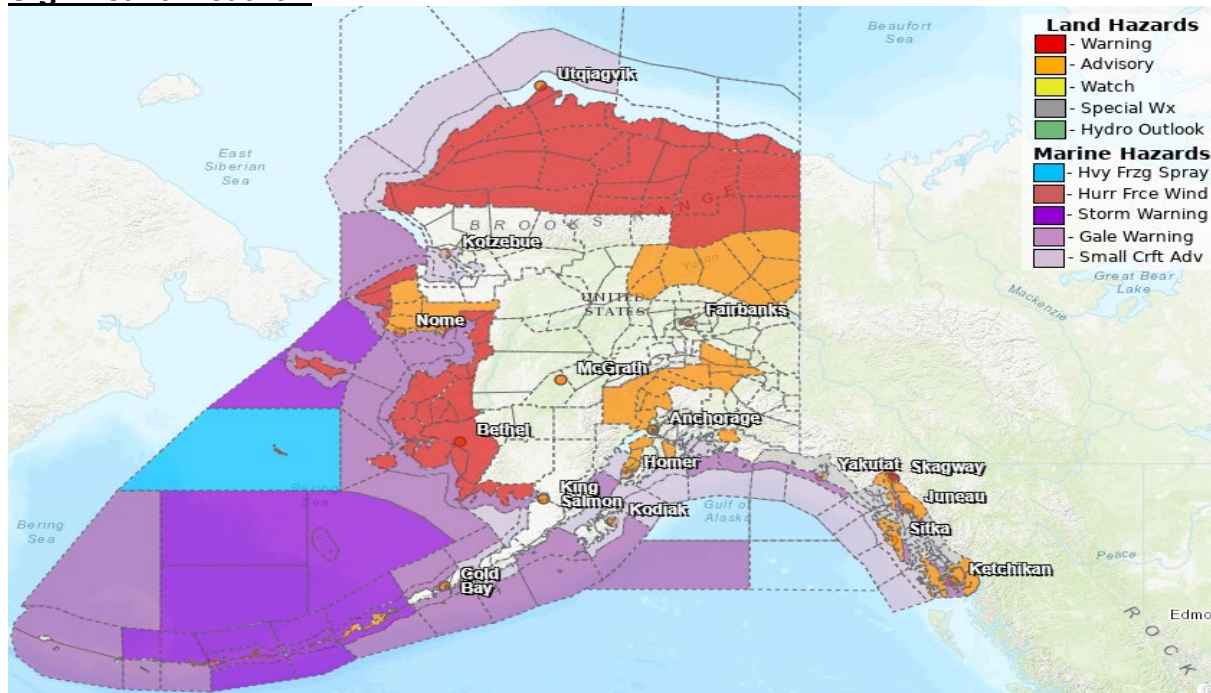 Beaufort
Sea
Utqiagvik
East
Siberian
Sea
BROOKS RANGE
Kotzebue
Yukon
Great Bear
Lake
Mackenzie
UNITED
STATES
Fairbanks
Nome
McGrath
Anchorage
Bethel
Homer
Yakutat
Skagway
King
Salmon
Kodiak
Juneau
Gulf of
Alaska
Sitka
Bering
Sea
Peace
Cold
Bay
Ketchikan
Edmo
ROCK
Land Hazards
- Warning
- Advisory
- Watch
- Special Wx
- Hydro Outlook
Marine Hazards
- Hvy Frzg Spray
- Hurr Frce Wind
- Storm Warning
- Gale Warning
- Small Crft Adv